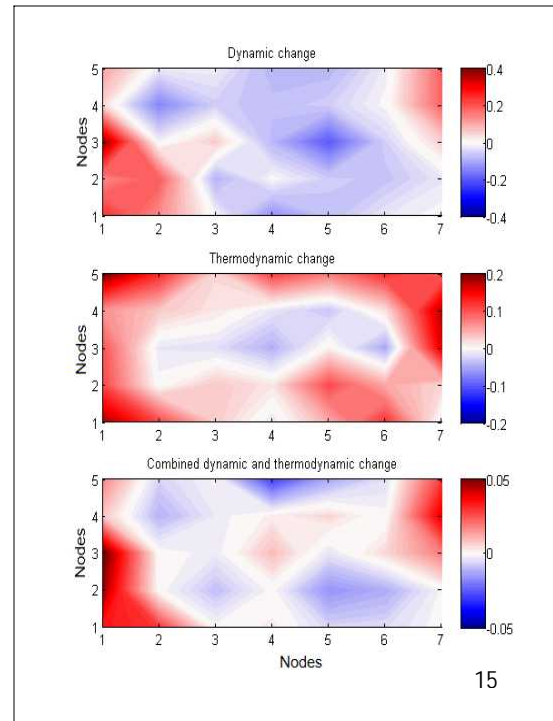 Dynamic change
5
4
3
2
1
Nodes
1 2 3 4 5 6 7
0.4
0.2
0
-0.2
-0.4
Thermodynamic change
5
4
3
2
1
Nodes
1 2 3 4 5 6 7
0.2
0.1
0
-0.1
-0.2
Combined dynamic and thermodynamic change
5
4
3
2
1
Nodes
1 2 3 4 5 6 7
0.05
0
-0.05
Nodes
15